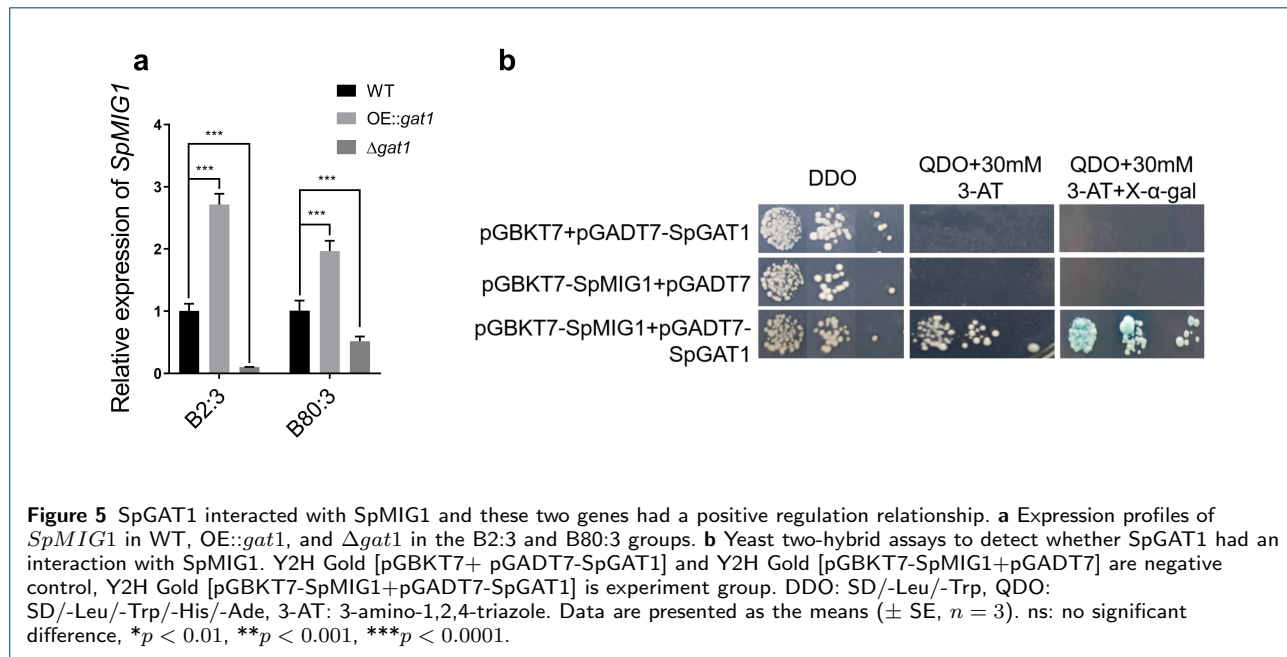 a
WT
OE::gat1
Δgat1
Relative expression of SpMIG1
4
3
2
1
0
***
***
***
***
B2:3
B80:3
b
DDO
QDO+30mM
3-AT
QDO+30mM
3-AT+X-α-gal
pGBKT7+pGADT7-SpGAT1
pGBKT7-SpMIG1+pGADT7
pGBKT7-SpMIG1+pGADT7-
SpGAT1
Figure 5 SpGAT1 interacted with SpMIG1 and these two genes had a positive regulation relationship. a Expression profiles of
SpMIG1 in WT, OE::gat1, and Δgat1 in the B2:3 and B80:3 groups. b Yeast two-hybrid assays to detect whether SpGAT1 had an
interaction with SpMIG1. Y2H Gold [pGBKT7+ pGADT7-SpGAT1] and Y2H Gold [pGBKT7-SpMIG1+pGADT7] are negative
control, Y2H Gold [pGBKT7-SpMIG1+pGADT7-SpGAT1] is experiment group. DDO: SD/-Leu/-Trp, QDO:
SD/-Leu/-Trp/-His/-Ade, 3-AT: 3-amino-1,2,4-triazole. Data are presented as the means (± SE, n = 3). ns: no significant
difference, *p < 0.01, **p < 0.001, ***p < 0.0001.